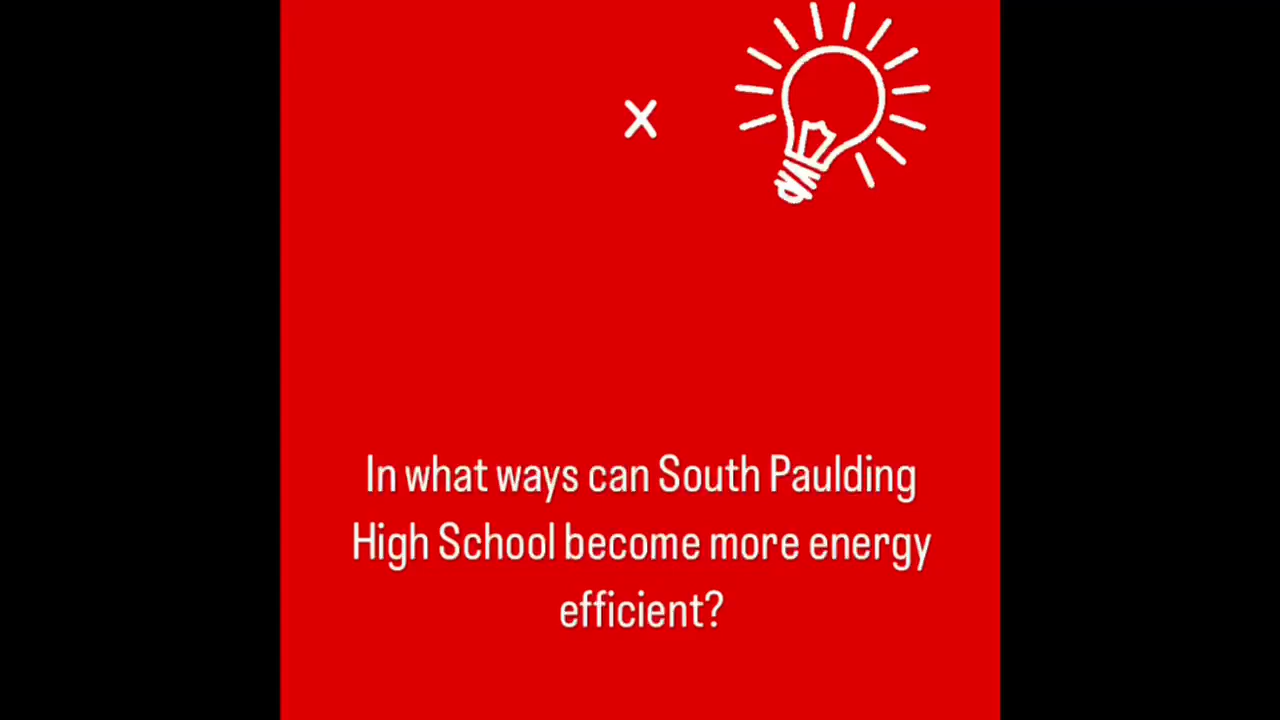 x
In what ways can South Paulding
High School become more energy
efficient?